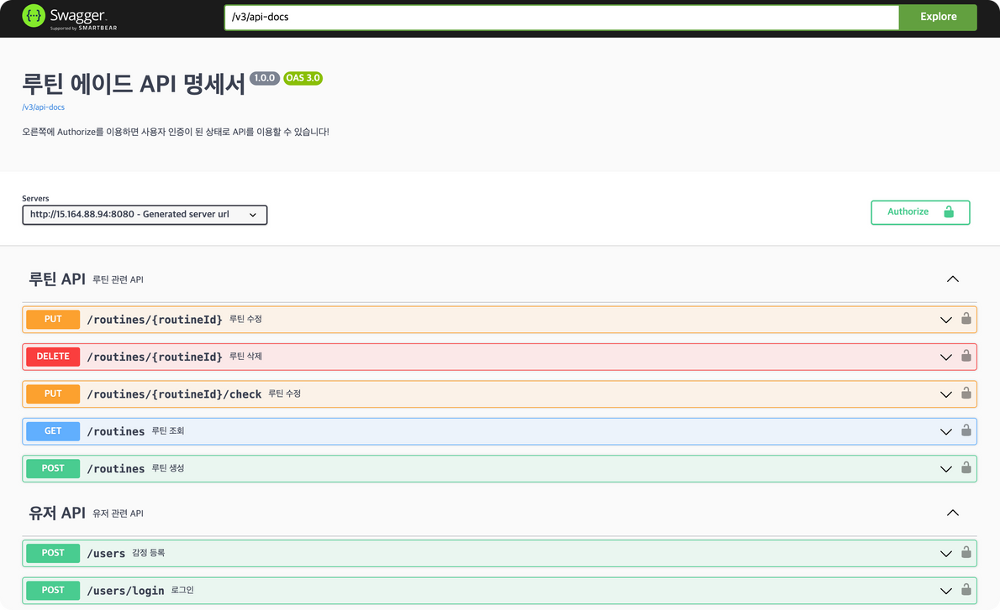 Swagger.
Supported by SMARTBEAR
/v3/api-docs
Explore
루틴 에이드 API 명세서 1.0.0 OAS 3.0
/v3/api-docs
오른쪽에 Authorize를 이용하면 사용자 인증이 된 상태로 API를 이용할 수 있습니다!
Servers
http://15.164.88.94:8080 - Generated server url
Authorize
루틴 API 루틴 관련 API
PUT /routines/{routineId} 루틴 수정
DELETE /routines/{routineId} 루틴 삭제
PUT /routines/{routineId}/check 루틴 수정
GET /routines 루틴 조회
POST /routines 루틴 생성
유저 API 유저 관련 API
POST /users 감정 등록
POST /users/login 로그인